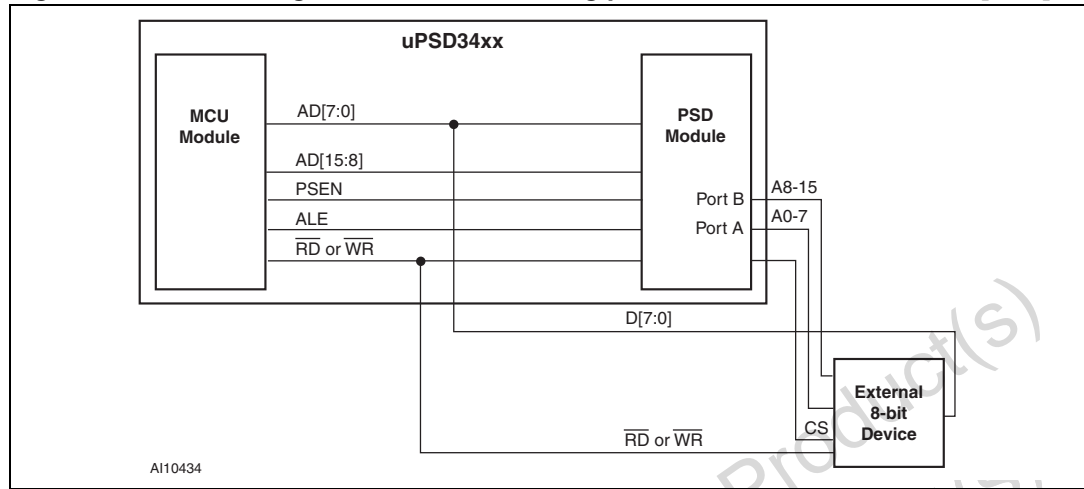 uPSD34xx
MCU
Module
AD[7:0]
AD[15:8]
PSEN
ALE
RD or WR
PSD
Module
Port B
Port A
A8-15
A0-7
D[7:0]
External
8-bit
Device
CS
RD or WR
AI10434
Product(s)